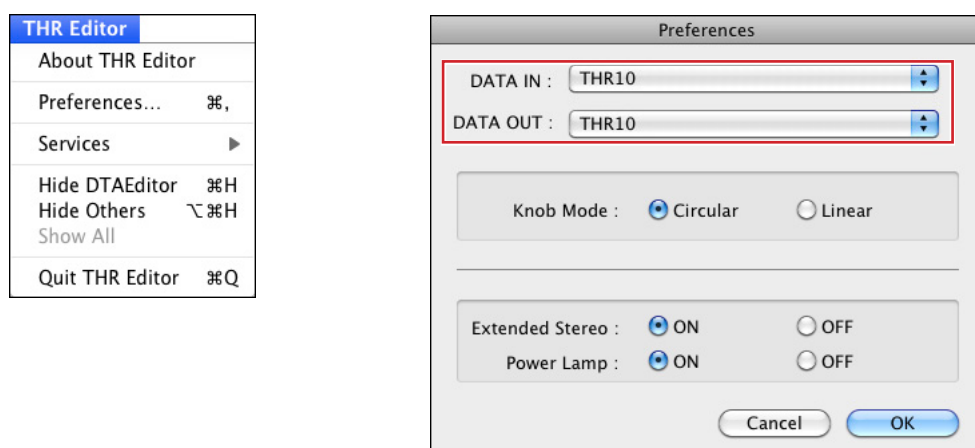 THR Editor
About THR Editor
Preferences... ⌘,
Services
Hide DTAEditor ⌘H
Hide Others ⌥⌘H
Show All
Quit THR Editor ⌘Q
Preferences
DATA IN : THR10
DATA OUT : THR10
Knob Mode : Circular Linear
Extended Stereo : ON OFF
Power Lamp : ON OFF
Cancel OK